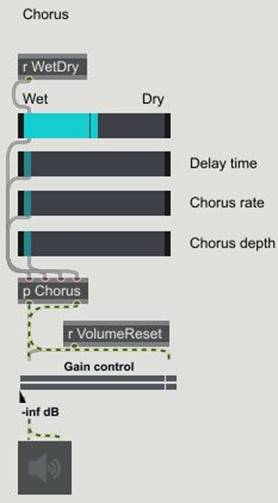 Chorus
r WetDry
Wet Dry
Delay time
Chorus rate
Chorus depth
p Chorus
r VolumeReset
Gain control
-inf dB